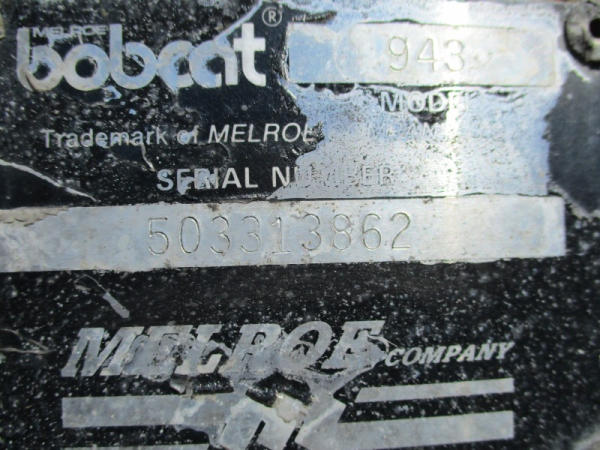 MELROE
bobcat® 943
MODEL
Trademark of MELROE
SERIAL NUMBER
503313862
MELROE COMPANY